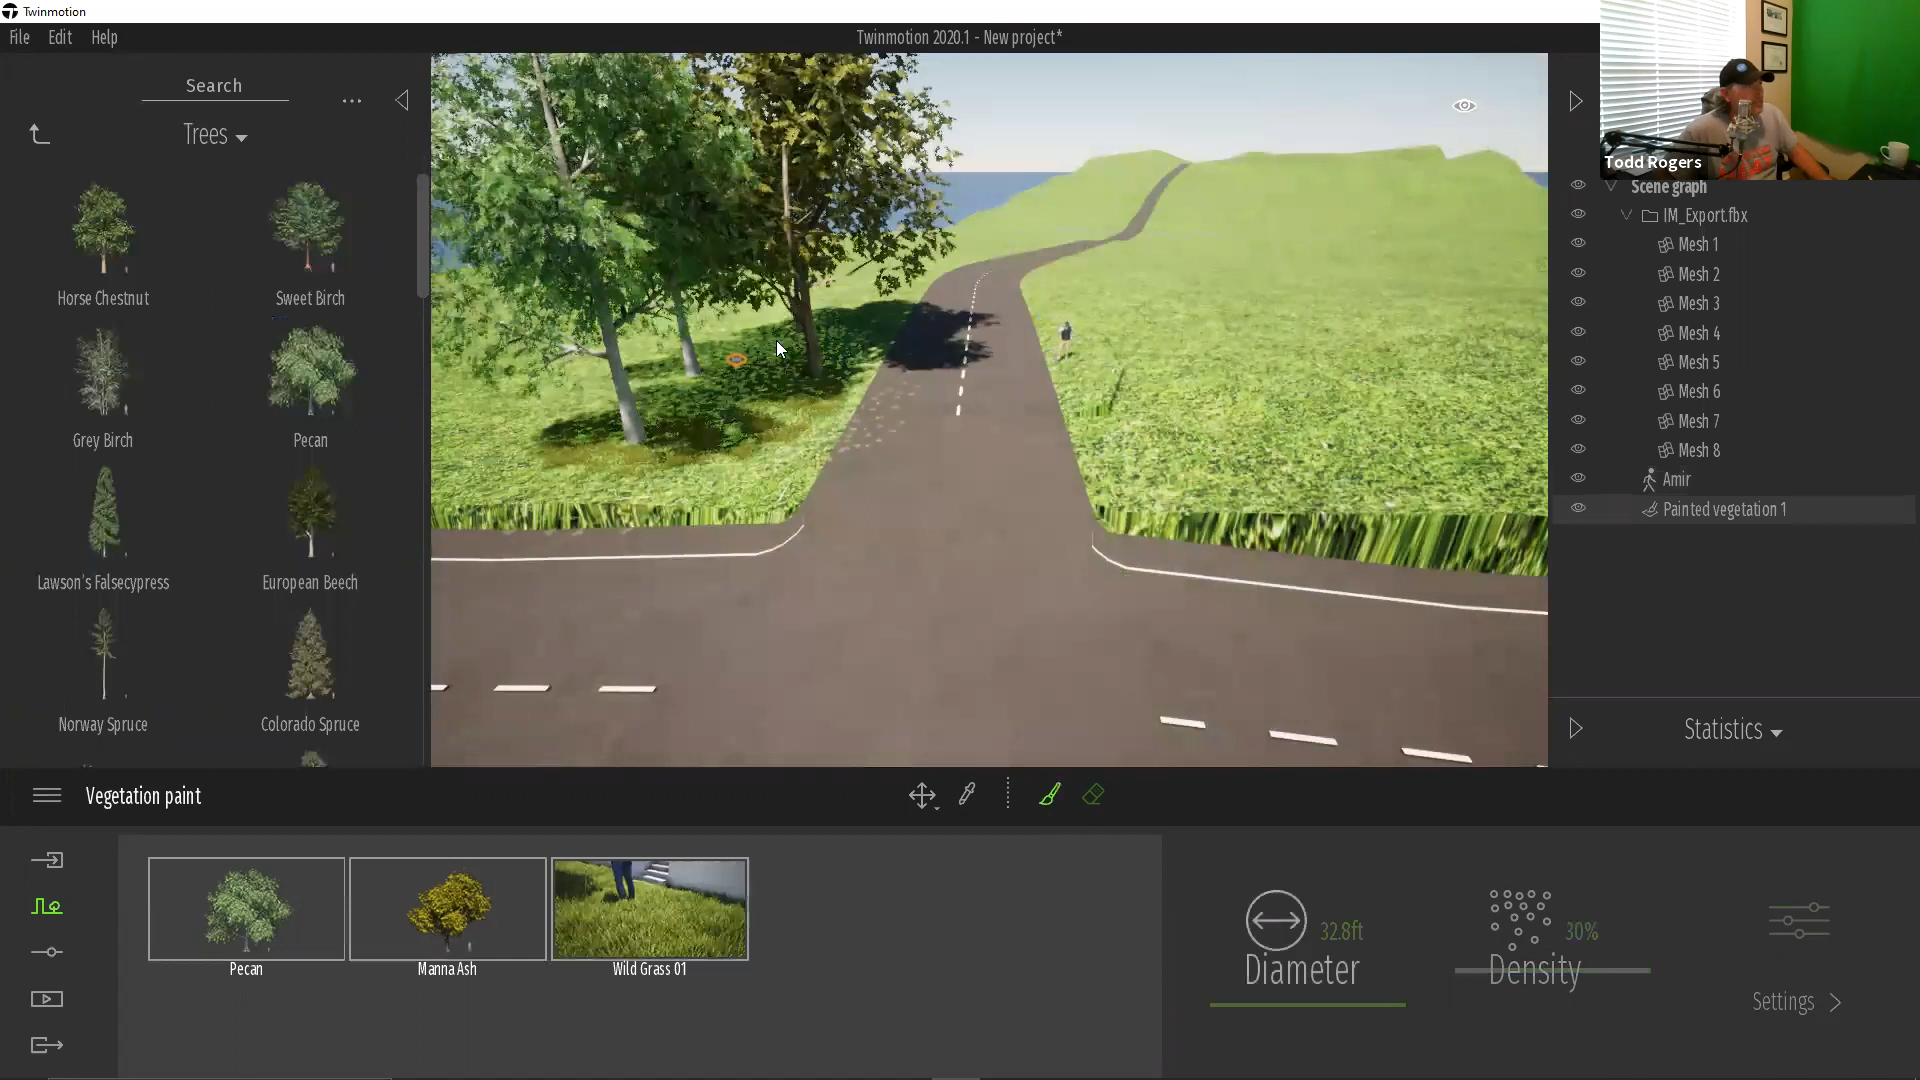 Twinmotion
File Edit Help
Twinmotion 2020.1 - New project*
Search
...
Trees
Horse Chestnut
Sweet Birch
Grey Birch
Pecan
Lawson's Falsecypress
European Beech
Norway Spruce
Colorado Spruce
Todd Rogers
Scene graph
IM_Export.fbx
Mesh 1
Mesh 2
Mesh 3
Mesh 4
Mesh 5
Mesh 6
Mesh 7
Mesh 8
Amir
Painted vegetation 1
Statistics
Vegetation paint
Pecan
Manna Ash
Wild Grass 01
32.8ft
Diameter
30%
Density
Settings